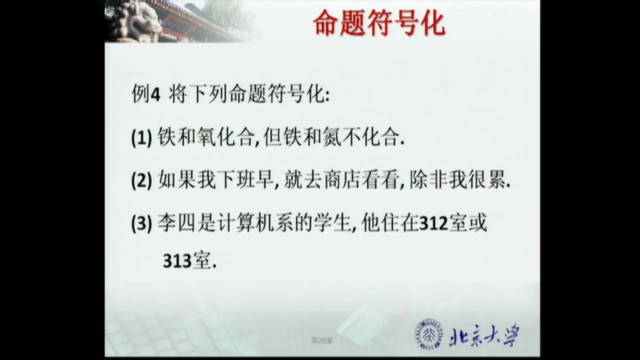 命题符号化
例4 将下列命题符号化:
(1) 铁和氧化合, 但铁和氮不化合.
(2) 如果我下班早, 就去商店看看, 除非我很累.
(3) 李四是计算机系的学生, 他住在312室或
313室.
北京大学